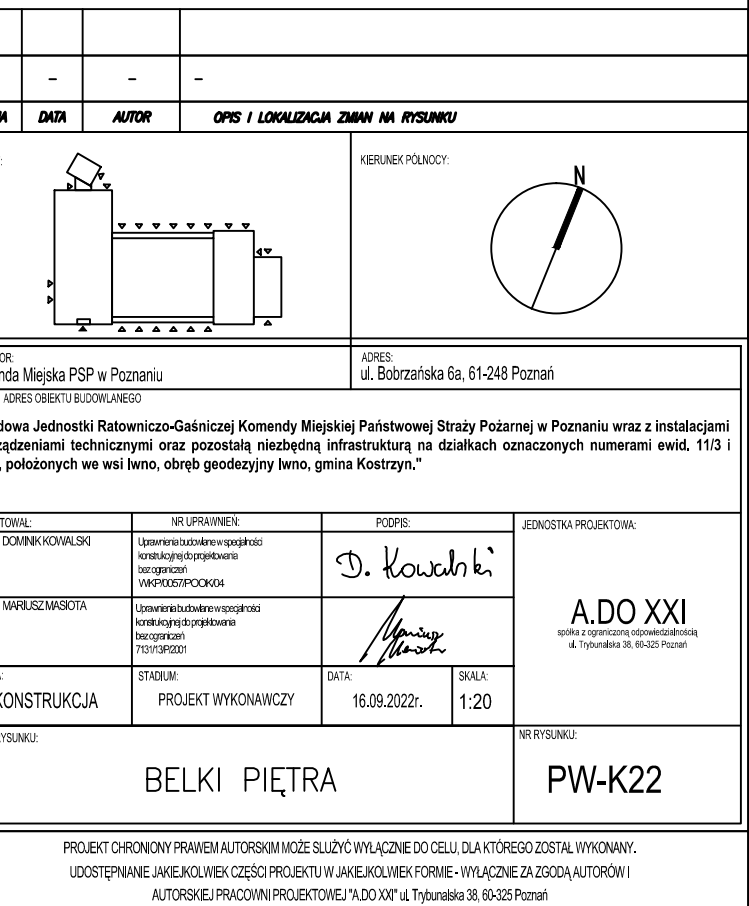 - - -
DATA AUTOR OPIS I LOKALIZACJA ZMIAN NA RYSUNKU
KIERUNEK PÓŁNOCY:
N
OR:
nda Miejska PSP w Poznaniu
ADRES:
ul. Bobrzańska 6a, 61-248 Poznań
ADRES OBIEKTU BUDOWLANEGO
dowa Jednostki Ratowniczo-Gaśniczej Komendy Miejskiej Państwowej Straży Pożarnej w Poznaniu wraz z instalacjami
ządzeniami technicznymi oraz pozostałą niezbędną infrastrukturą na działkach oznaczonych numerami ewid. 11/3 i
, położonych we wsi Iwno, obręb geodezyjny Iwno, gmina Kostrzyn."
TOWAŁ:
NR UPRAWNIEŃ:
PODPIS:
JEDNOSTKA PROJEKTOWA:
DOMINIK KOWALSKI
Uprawnienia budowlane w specjalności
konstrukcyjnej do projektowania
bez ograniczeń
WKP/0057/POOK/04
D. Kowalski
MARIUSZ MASIOTA
Uprawnienia budowlane w specjalności
konstrukcyjnej do projektowania
bez ograniczeń
7131/13/P/2001
Mariusz
A.DO XXI
spółka z ograniczoną odpowiedzialnością
ul. Trybunalska 38, 60-325 Poznań
KONSTRUKCJA
STADIUM:
PROJEKT WYKONAWCZY
DATA:
16.09.2022r.
SKALA:
1:20
RYSUNKU:
BELKI PIĘTRA
NR RYSUNKU:
PW-K22
PROJEKT CHRONIONY PRAWEM AUTORSKIM MOŻE SŁUŻYĆ WYŁĄCZNIE DO CELU, DLA KTÓREGO ZOSTAŁ WYKONANY.
UDOSTĘPNIANIE JAKIEJKOLWIEK CZĘŚCI PROJEKTU W JAKIEJKOLWIEK FORMIE - WYŁĄCZNIE ZA ZGODĄ AUTORÓW I
AUTORSKIEJ PRACOWNI PROJEKTOWEJ "A.DO XXI" ul. Trybunalska 38, 60-325 Poznań